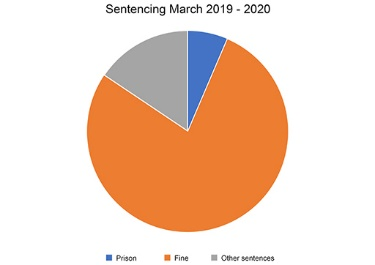 Sentencing March 2019 - 2020
Prison Fine Other sentences